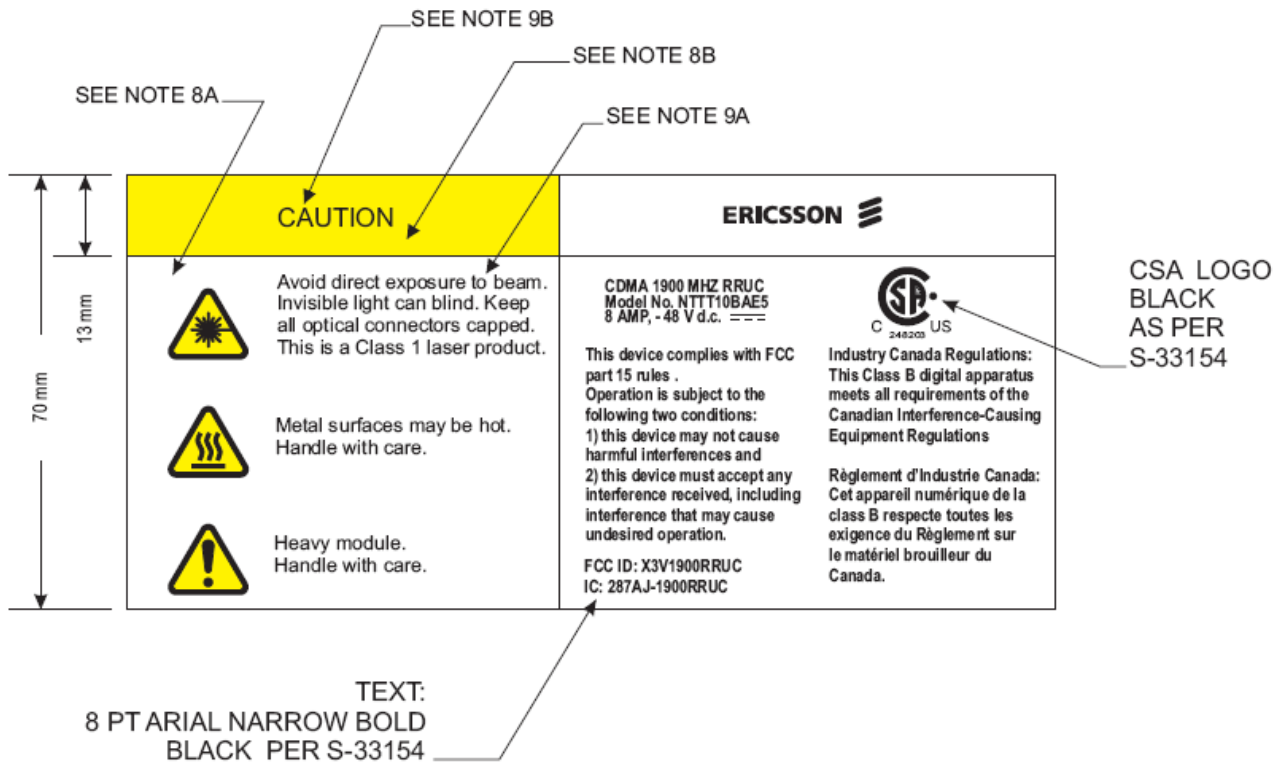 SEE NOTE 9B
SEE NOTE 8B
SEE NOTE 8A
SEE NOTE 9A
CAUTION
ERICSSON
70 mm
13 mm
Avoid direct exposure to beam.
Invisible light can blind. Keep
all optical connectors capped.
This is a Class 1 laser product.
Metal surfaces may be hot.
Handle with care.
Heavy module.
Handle with care.
CDMA 1900 MHZ RRUC
Model No. NTTT10BAE5
8 AMP, - 48 V d.c.
This device complies with FCC
part 15 rules .
Operation is subject to the
following two conditions:
1) this device may not cause
harmful interferences and
2) this device must accept any
interference received, including
interference that may cause
undesired operation.
FCC ID: X3V1900RRUC
IC: 287AJ-1900RRUC
SA
C US
248203
Industry Canada Regulations:
This Class B digital apparatus
meets all requirements of the
Canadian Interference-Causing
Equipment Regulations
Règlement d'Industrie Canada:
Cet appareil numérique de la
class B respecte toutes les
exigence du Règlement sur
le matériel brouilleur du
Canada.
CSA LOGO
BLACK
AS PER
S-33154
TEXT:
8 PT ARIAL NARROW BOLD
BLACK PER S-33154